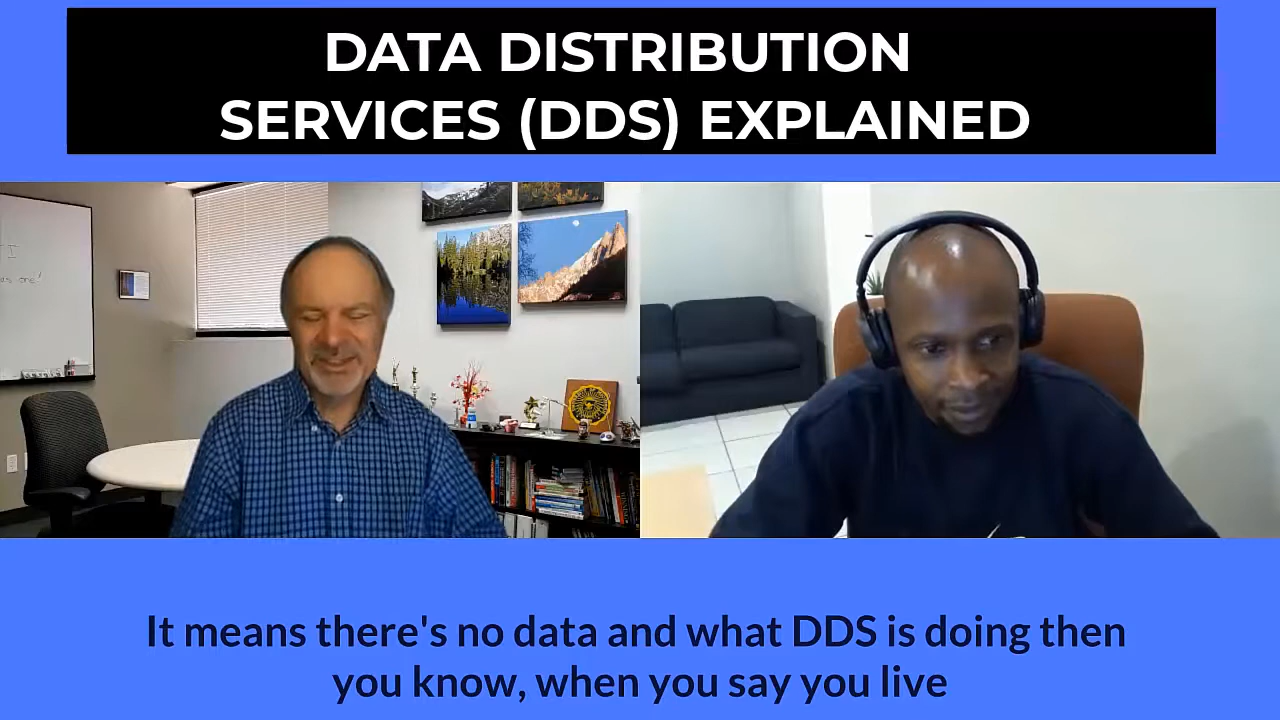 DATA DISTRIBUTION
SERVICES (DDS) EXPLAINED
It means there's no data and what DDS is doing then
you know, when you say you live